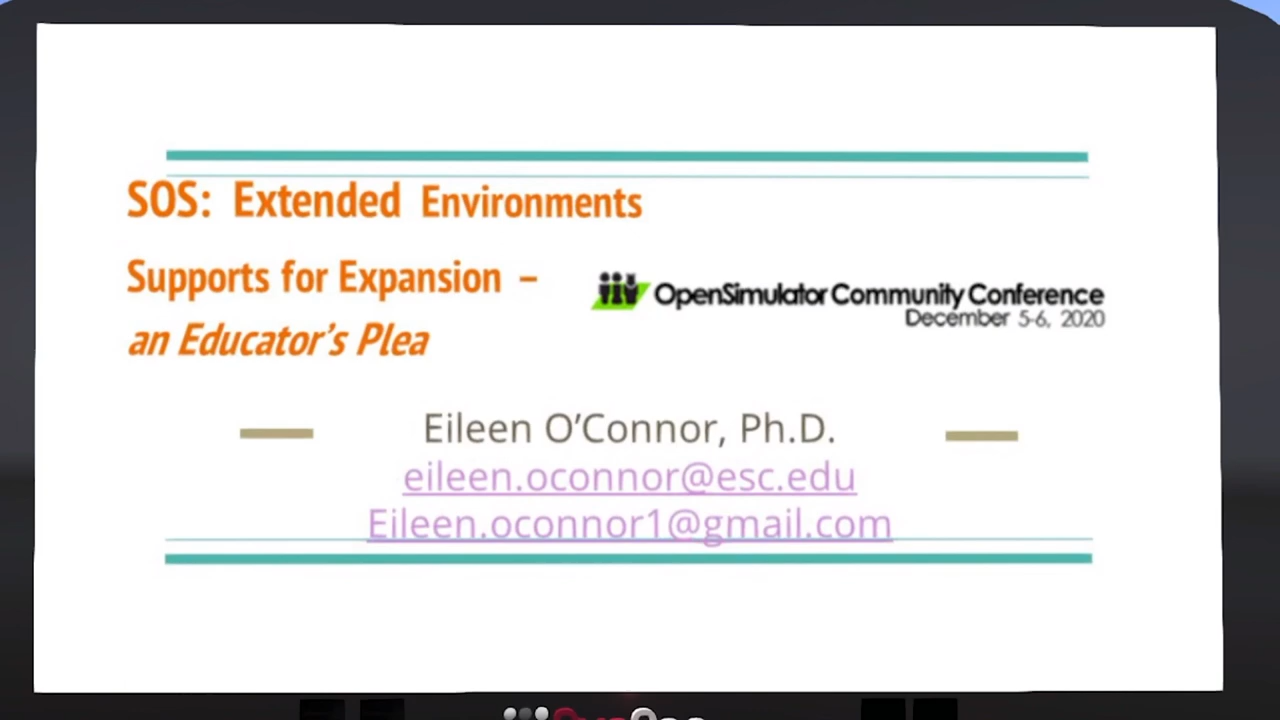 SOS: Extended Environments
Supports for Expansion –
an Educator's Plea
OpenSimulator Community Conference
December 5-6, 2020
Eileen O'Connor, Ph.D.
eileen.oconnor@esc.edu
Eileen.oconnor1@gmail.com